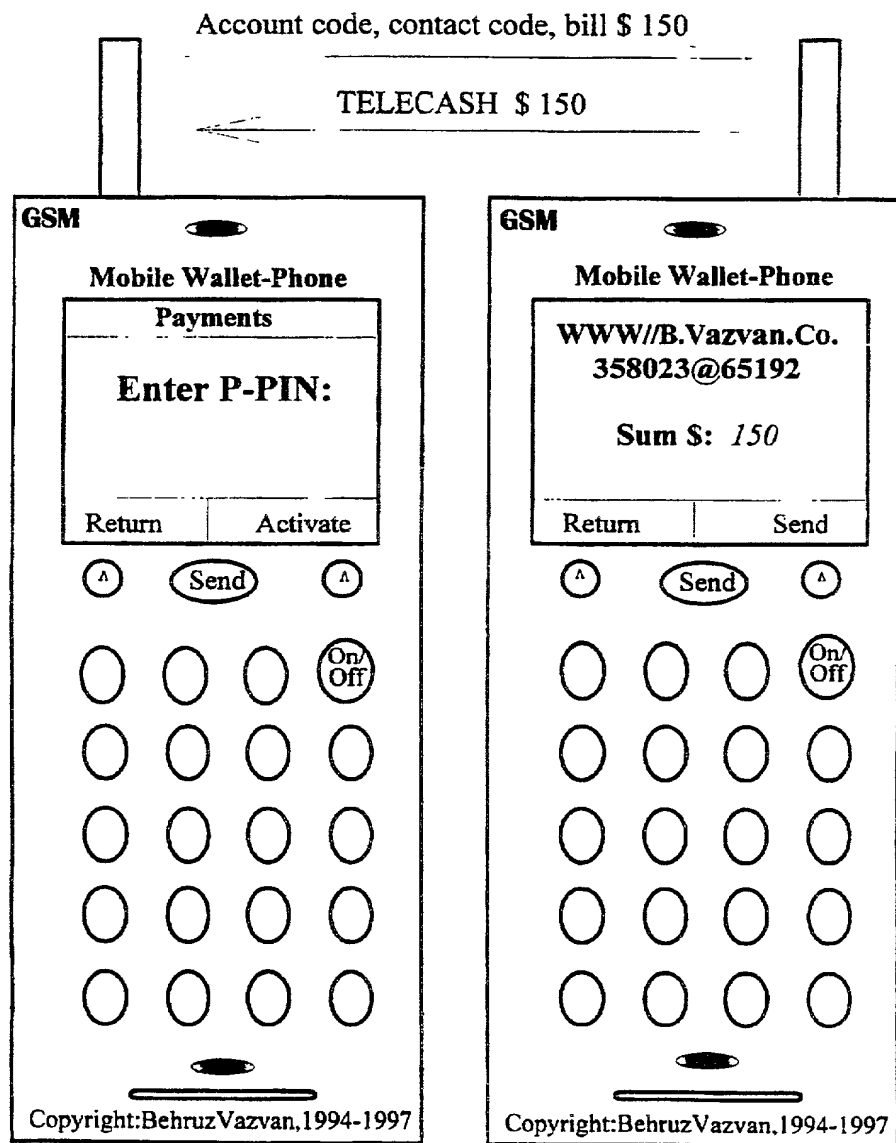 Account code, contact code, bill $ 150
TELECASH $ 150
GSM
Mobile Wallet-Phone
Payments
Enter P-PIN:
Return Activate
^ Send ^
On/
Off
Copyright:BehruzVazvan,1994-1997
GSM
Mobile Wallet-Phone
WWW//B.Vazvan.Co.
358023@65192
Sum $: 150
Return Send
^ Send ^
On/
Off
Copyright:BehruzVazvan,1994-1997